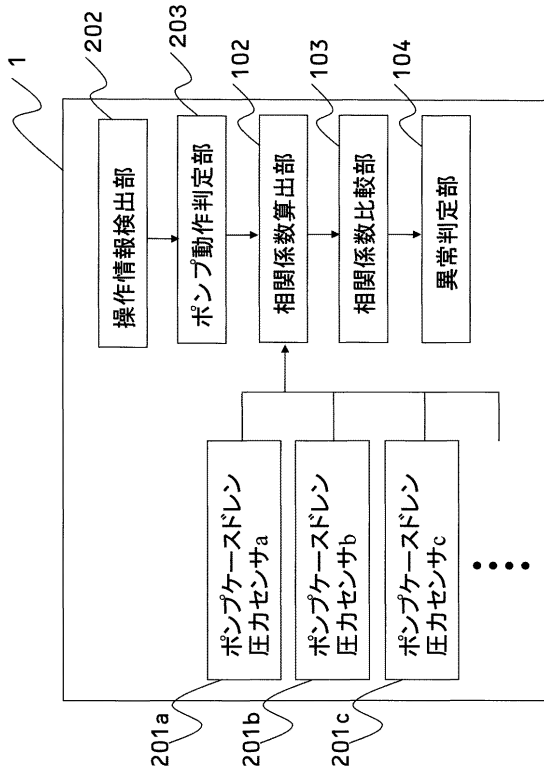 1
操作情報検出部
202
ポンプ動作判定部
203
相関係数算出部
102
相関係数比較部
103
異常判定部
104
ポンプケースドレン
圧力センサa
201a
ポンプケースドレン
圧力センサb
201b
ポンプケースドレン
圧力センサc
201c